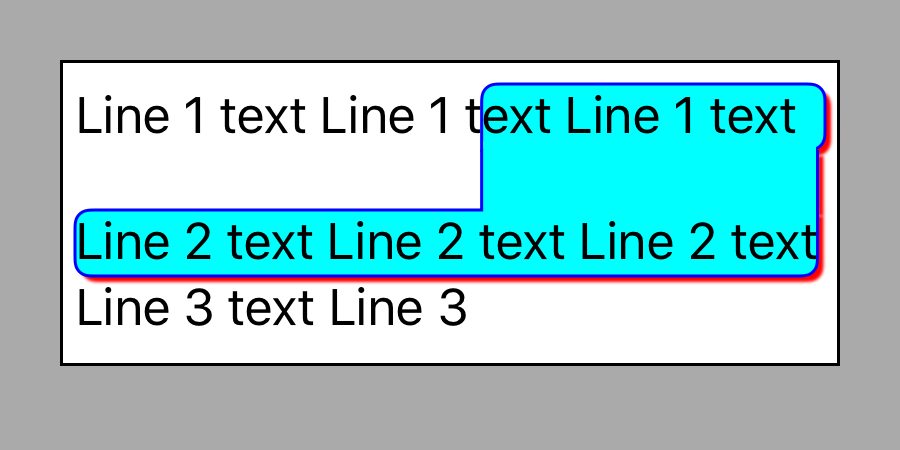 Line 1 text Line 1 text Line 1 text
Line 2 text Line 2 text Line 2 text
Line 3 text Line 3